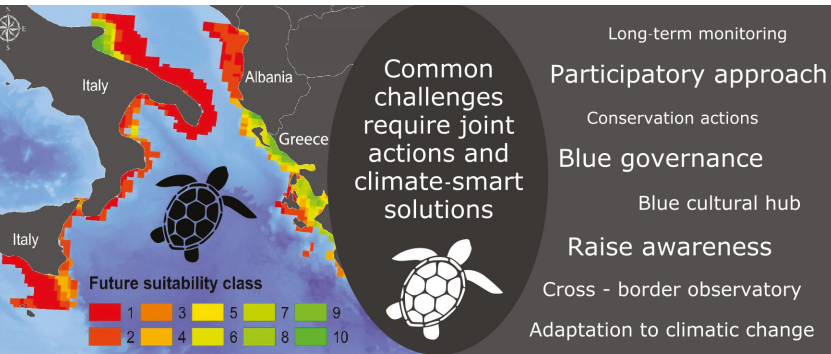 N
E
S
Italy
Albania
Greece
Italy
Future suitability class
1 3 5 7 9
2 4 6 8 10
Common
challenges
require joint
actions and
climate-smart
solutions
Long-term monitoring
Participatory approach
Conservation actions
Blue governance
Blue cultural hub
Raise awareness
Cross - border observatory
Adaptation to climatic change